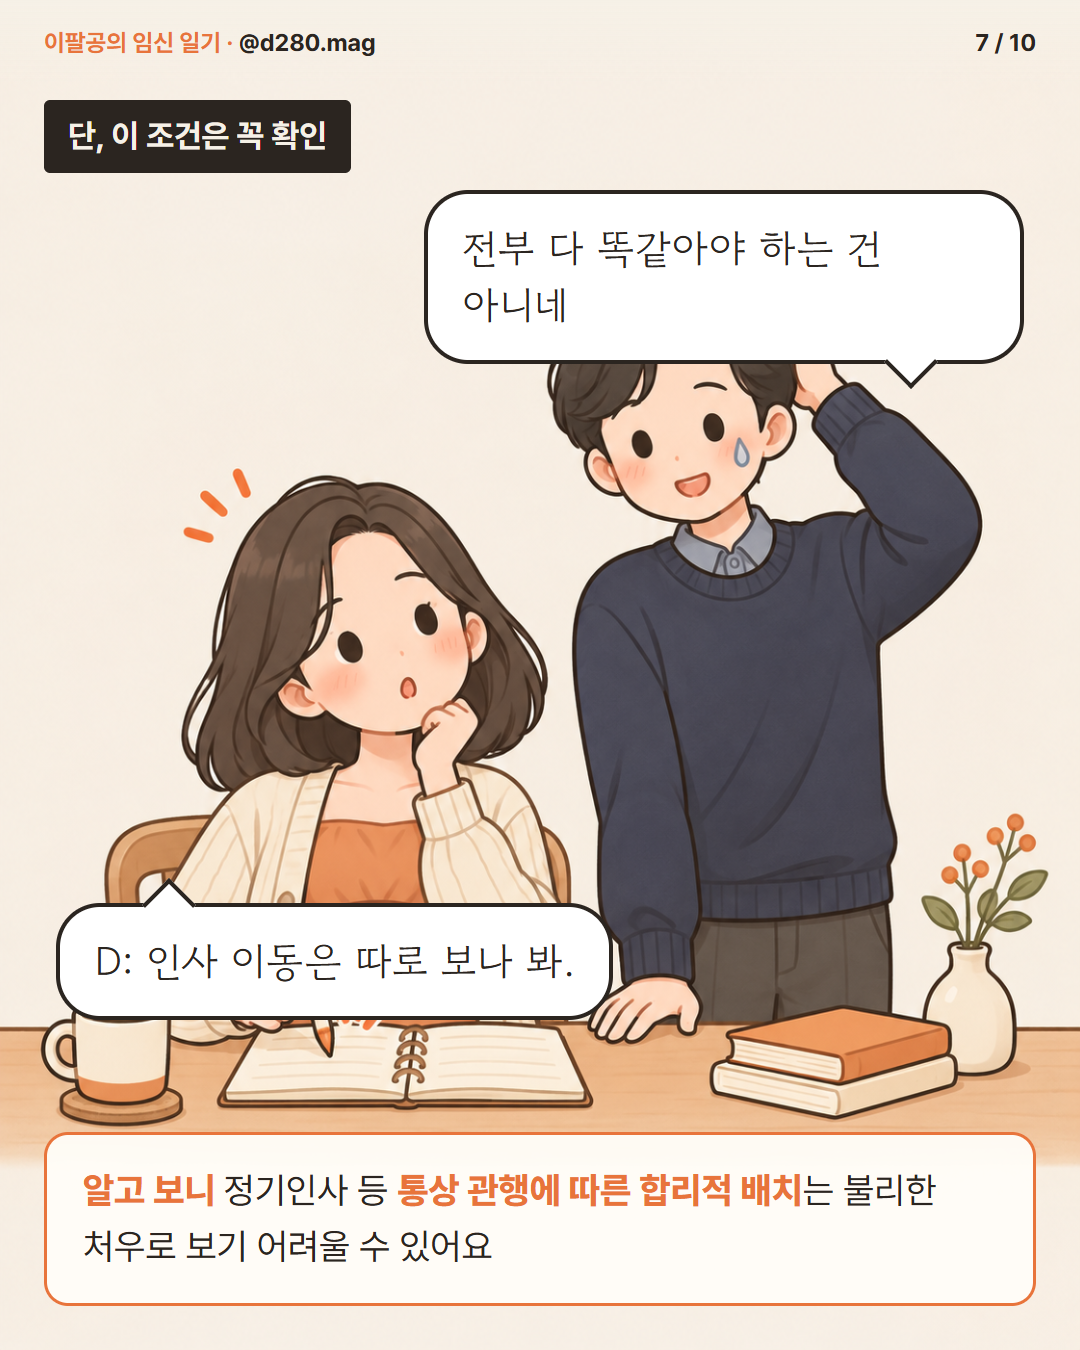 이팔공의 임신 일기 · @d280.mag
7 / 10
단, 이 조건은 꼭 확인
전부 다 똑같아야 하는 건
아니네
D: 인사 이동은 따로 보나 봐.
알고 보니 정기인사 등 통상 관행에 따른 합리적 배치는 불리한
처우로 보기 어려울 수 있어요